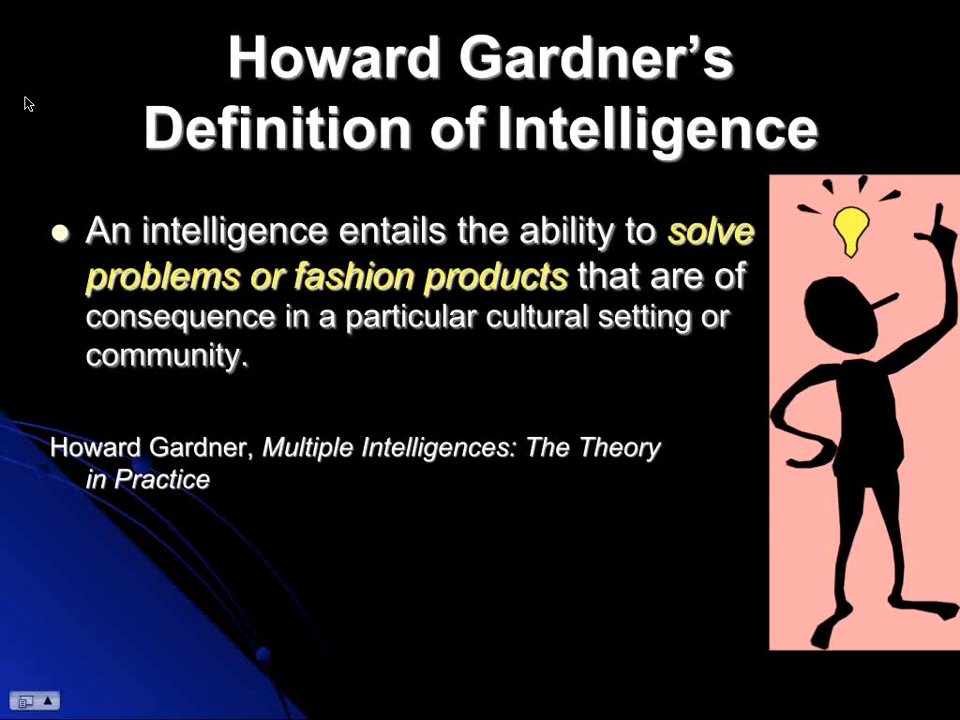 Howard Gardner’s
Definition of Intelligence
An intelligence entails the ability to solve
problems or fashion products that are of
consequence in a particular cultural setting or
community.
Howard Gardner, Multiple Intelligences: The Theory
in Practice